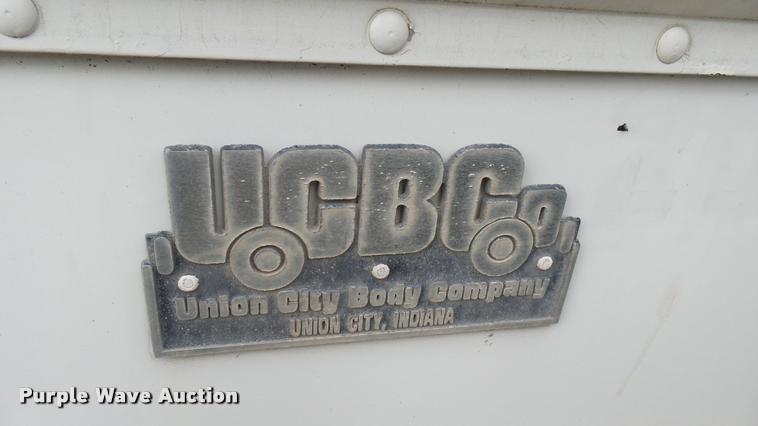 UCBCo
Union City Body Company
UNION CITY, INDIANA
Purple Wave Auction